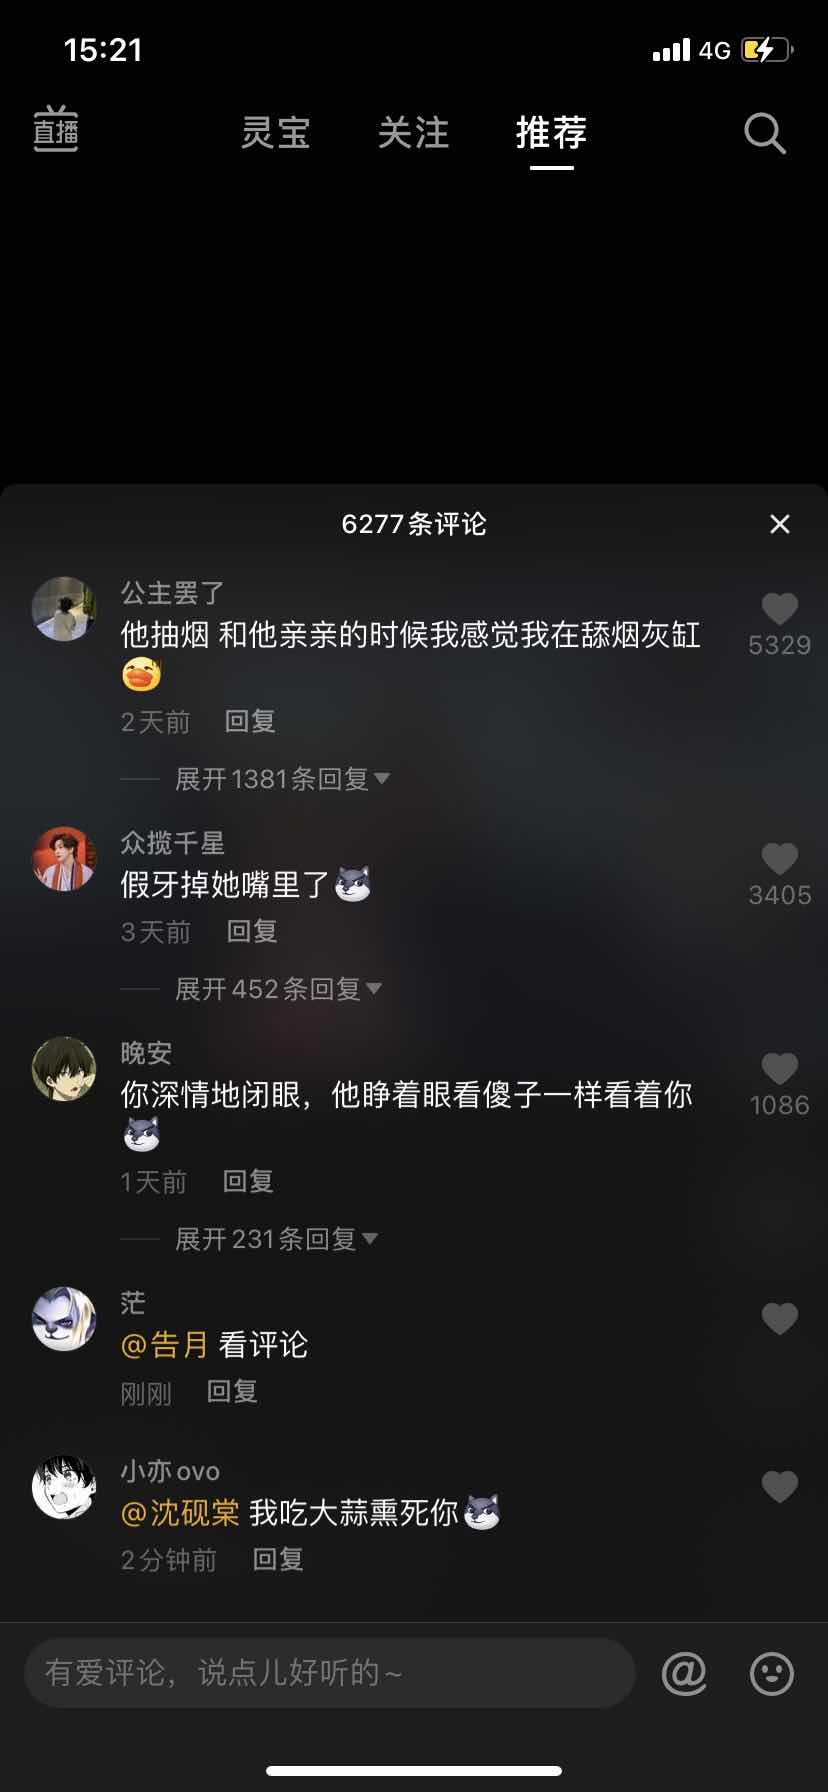 15:21 4G
直播 灵宝 关注 推荐
6277条评论
公主罢了
他抽烟 和他亲亲的时候我感觉我在舔烟灰缸
5329
2天前 回复
展开1381条回复
众揽千星
假牙掉她嘴里了
3405
3天前 回复
展开452条回复
晚安
你深情地闭眼，他睁着眼看傻子一样看着你
1086
1天前 回复
展开231条回复
茫
@告月 看评论
刚刚 回复
小亦ovo
@沈砚棠 我吃大蒜熏死你
2分钟前 回复
有爱评论，说点儿好听的~